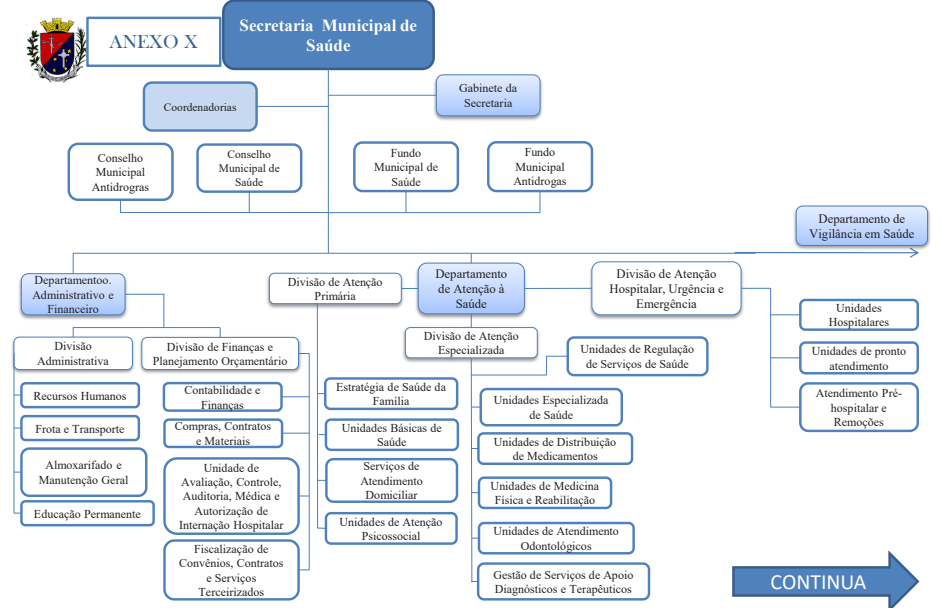 ANEXO X
Secretaria Municipal de
Saúde
Gabinete da
Secretaria
Coordenadorias
Conselho
Municipal
Antidrogras
Conselho
Municipal de
Saúde
Fundo
Municipal de
Saúde
Fundo
Municipal
Antidrogas
Departamento de
Vigilância em Saúde
Departamentoo.
Administrativo e
Financeiro
Divisão de Atenção
Primária
Departamento
de Atenção à
Saúde
Divisão de Atenção
Hospitalar, Urgência e
Emergência
Divisão
Administrativa
Divisão de Finanças e
Planejamento Orçamentário
Divisão de Atenção
Especializada
Unidades
Hospitalares
Unidades de pronto
atendimento
Atendimento Pré-
hospitalar e
Remoções
Unidades de Regulação
de Serviços de Saúde
Recursos Humanos
Frota e Transporte
Almoxarifado e
Manutenção Geral
Educação Permanente
Contabilidade e
Finanças
Compras, Contratos
e Materiais
Unidade de
Avaliação, Controle,
Auditoria, Médica e
Autorização de
Internação Hospitalar
Fiscalização de
Convênios, Contratos
e Serviços
Terceirizados
Estratégia de Saúde da
Família
Unidades Básicas de
Saúde
Serviços de
Atendimento
Domiciliar
Unidades de Atenção
Psicossocial
Unidades Especializada
de Saúde
Unidades de Distribuição
de Medicamentos
Unidades de Medicina
Física e Reabilitação
Unidades de Atendimento
Odontológicos
Gestão de Serviços de Apoio
Diagnósticos e Terapêuticos
CONTINUA